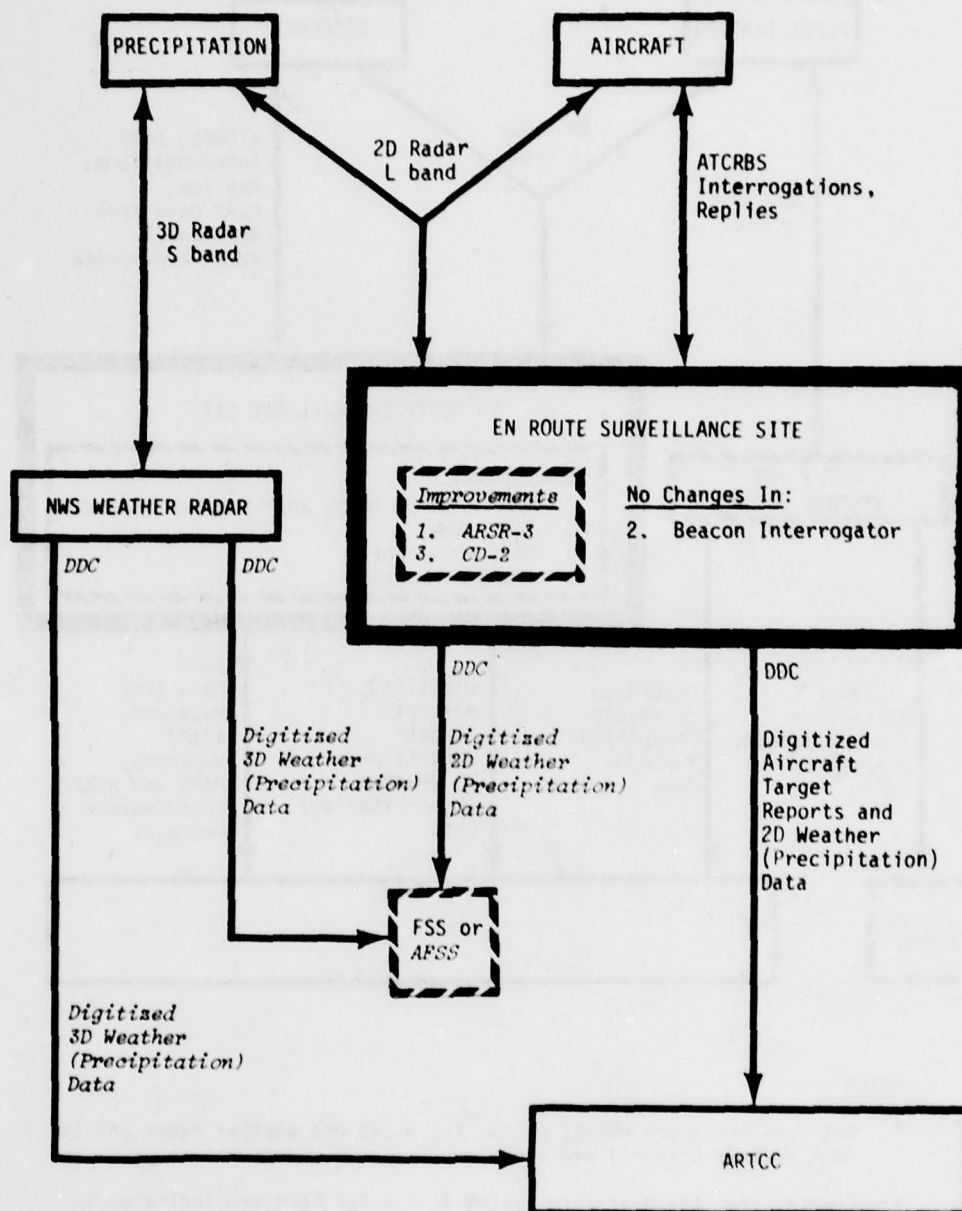 PRECIPITATION
AIRCRAFT
2D Radar
L band
ATCRBS
Interrogations,
Replies
3D Radar
S band
EN ROUTE SURVEILLANCE SITE
Improvements
1. ARSR-3
3. CD-2
No Changes In:
2. Beacon Interrogator
NWS WEATHER RADAR
DDC
DDC
DDC
DDC
Digitized
3D Weather
(Precipitation)
Data
Digitized
2D Weather
(Precipitation)
Data
Digitized
Aircraft
Target
Reports and
2D Weather
(Precipitation)
Data
FSS or
AFSS
Digitized
3D Weather
(Precipitation)
Data
ARTCC